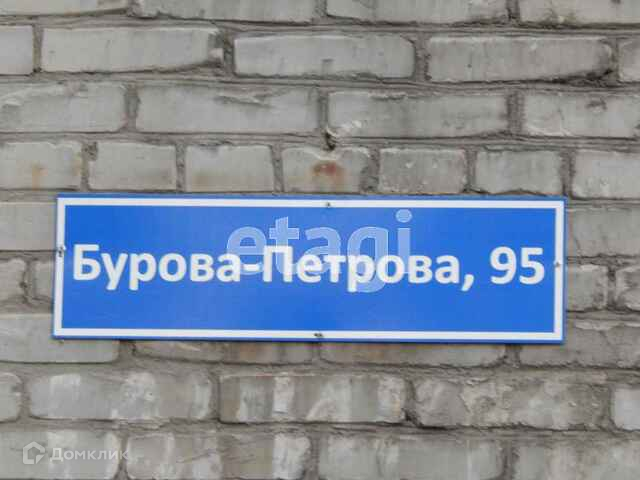 Бурова-Петрова, 95
etagi
Домклик